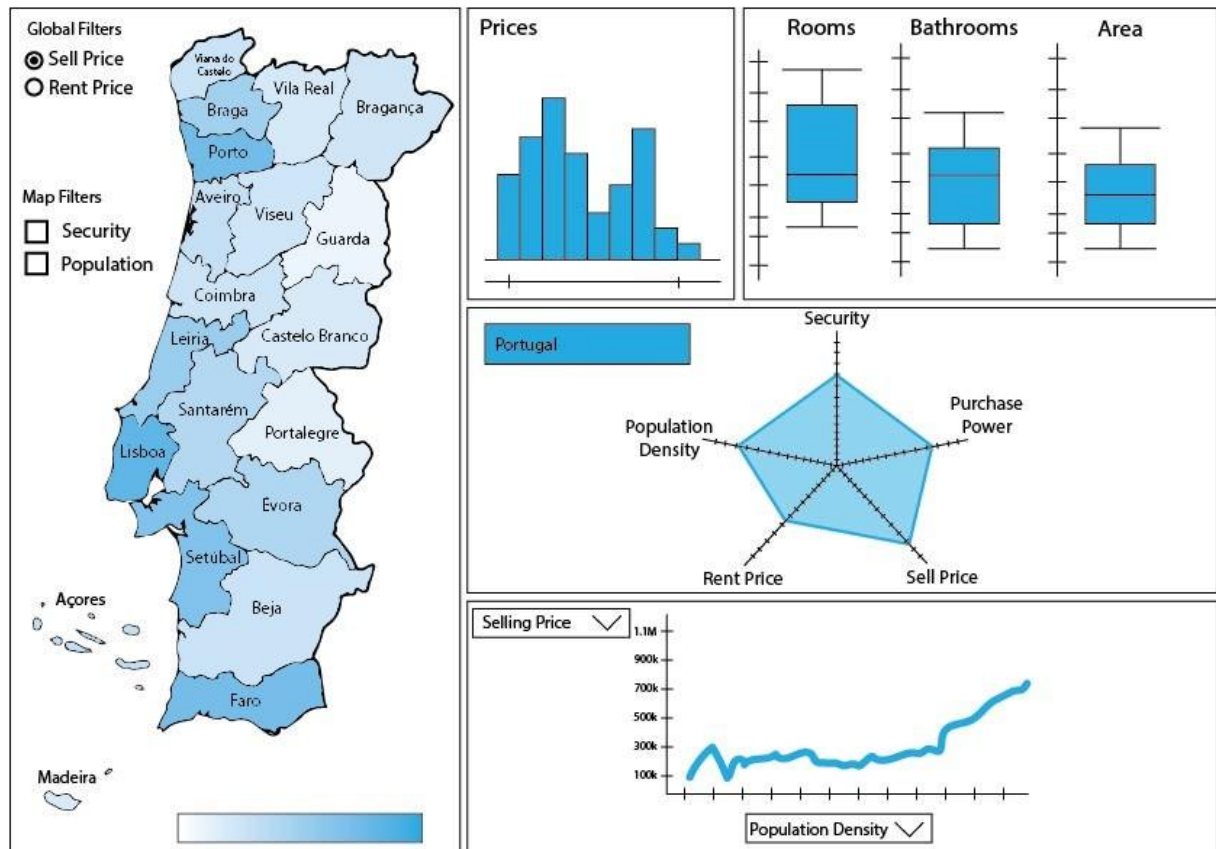 Global Filters
Sell Price
Rent Price
Map Filters
Security
Population
Viana do
Castelo
Braga
Vila Real
Bragança
Porto
Aveiro
Viseu
Guarda
Coimbra
Leiria
Castelo Branco
Santarém
Portalegre
Lisboa
Évora
Setúbal
Beja
Açores
Faro
Madeira
Prices
Rooms
Bathrooms
Area
Portugal
Security
Purchase
Power
Population
Density
Rent Price
Sell Price
Selling Price
1.1M
900k
700k
500k
300k
100k
Population Density